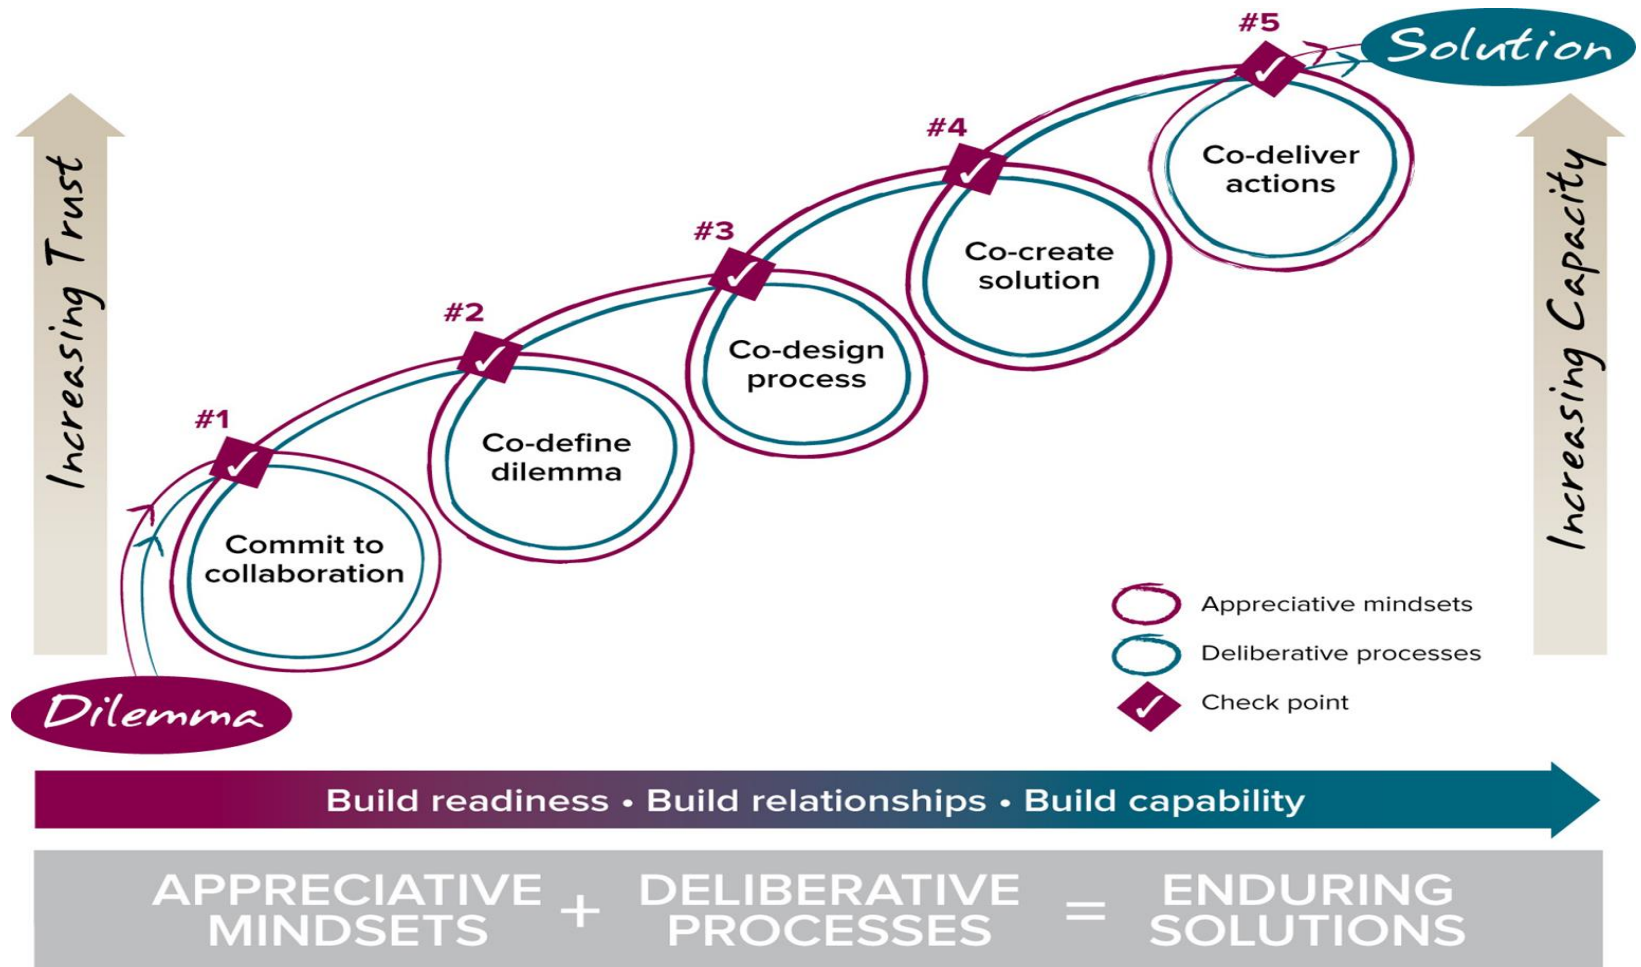 #5
Solution
#4
Co-deliver
actions
#3
Co-create
solution
#2
Co-design
process
#1
Co-define
dilemma
Commit to
collaboration
Increasing Trust
Increasing Capacity
Appreciative mindsets
Deliberative processes
Check point
Dilemma
Build readiness • Build relationships • Build capability
APPRECIATIVE
MINDSETS
+
DELIBERATIVE
PROCESSES
=
ENDURING
SOLUTIONS